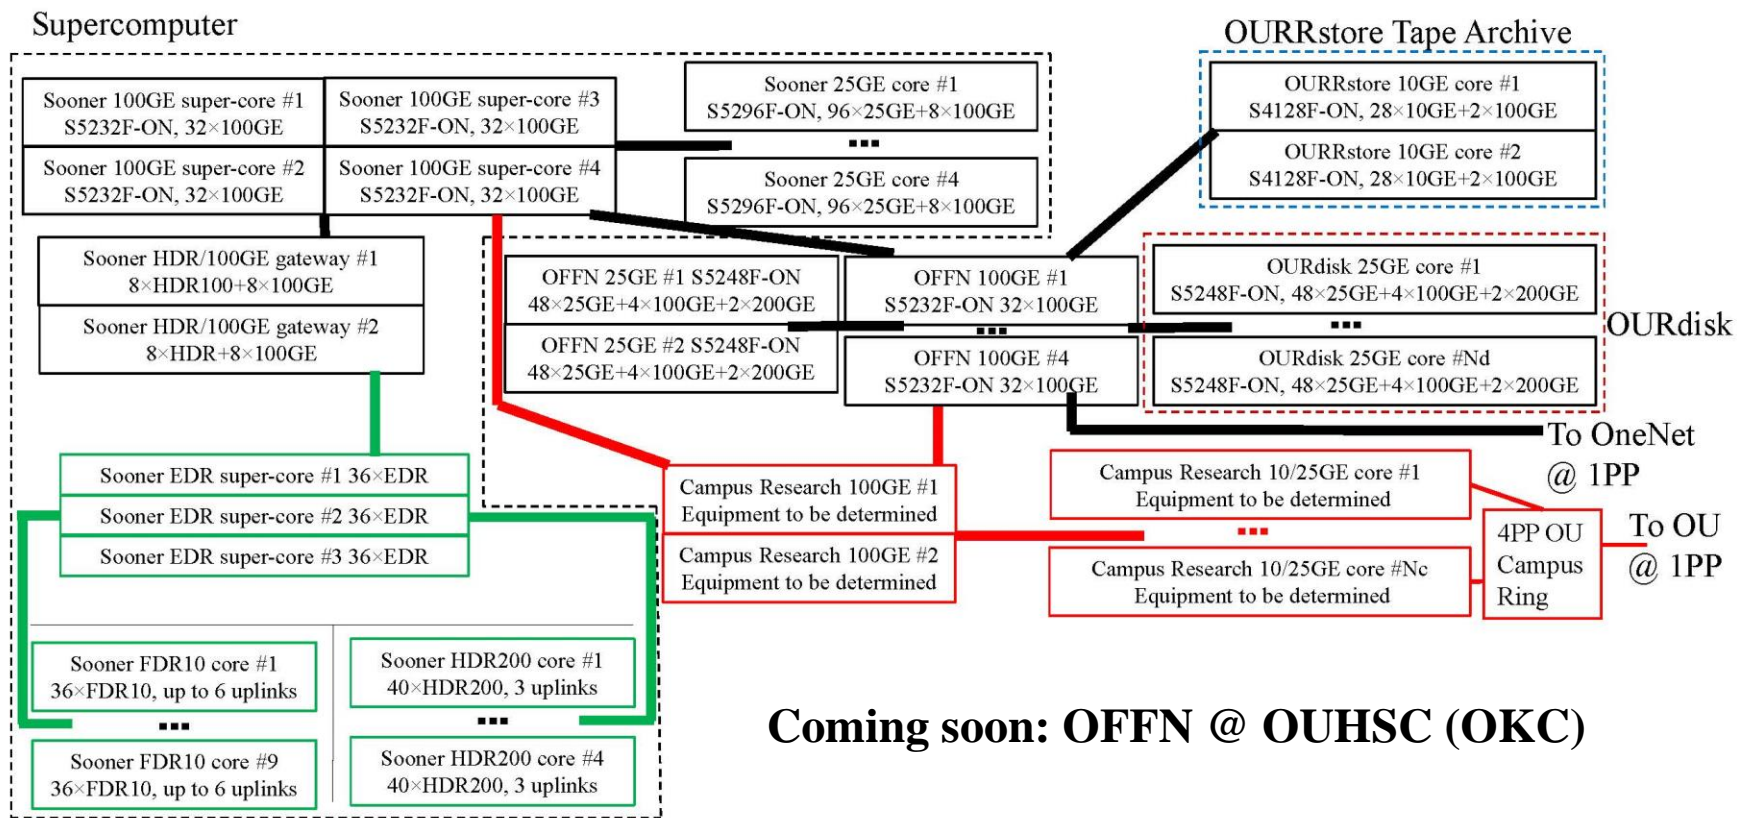 Supercomputer
OURRstore Tape Archive
Sooner 100GE super-core #1
S5232F-ON, 32×100GE
Sooner 100GE super-core #3
S5232F-ON, 32×100GE
Sooner 100GE super-core #2
S5232F-ON, 32×100GE
Sooner 100GE super-core #4
S5232F-ON, 32×100GE
Sooner 25GE core #1
S5296F-ON, 96×25GE+8×100GE
...
Sooner 25GE core #4
S5296F-ON, 96×25GE+8×100GE
OURRstore 10GE core #1
S4128F-ON, 28×10GE+2×100GE
OURRstore 10GE core #2
S4128F-ON, 28×10GE+2×100GE
Sooner HDR/100GE gateway #1
8×HDR100+8×100GE
Sooner HDR/100GE gateway #2
8×HDR+8×100GE
OFFN 25GE #1 S5248F-ON
48×25GE+4×100GE+2×200GE
OFFN 25GE #2 S5248F-ON
48×25GE+4×100GE+2×200GE
OFFN 100GE #1
S5232F-ON 32×100GE
...
OFFN 100GE #4
S5232F-ON 32×100GE
OURdisk 25GE core #1
S5248F-ON, 48×25GE+4×100GE+2×200GE
...
OURdisk 25GE core #Nd
S5248F-ON, 48×25GE+4×100GE+2×200GE
OURdisk
To OneNet
@ 1PP
Sooner EDR super-core #1 36×EDR
Sooner EDR super-core #2 36×EDR
Sooner EDR super-core #3 36×EDR
Campus Research 100GE #1
Equipment to be determined
Campus Research 100GE #2
Equipment to be determined
Campus Research 10/25GE core #1
Equipment to be determined
...
Campus Research 10/25GE core #Nc
Equipment to be determined
4PP OU
Campus
Ring
To OU
@ 1PP
Sooner FDR10 core #1
36×FDR10, up to 6 uplinks
...
Sooner FDR10 core #9
36×FDR10, up to 6 uplinks
Sooner HDR200 core #1
40×HDR200, 3 uplinks
...
Sooner HDR200 core #4
40×HDR200, 3 uplinks
Coming soon: OFFN @ OUHSC (OKC)